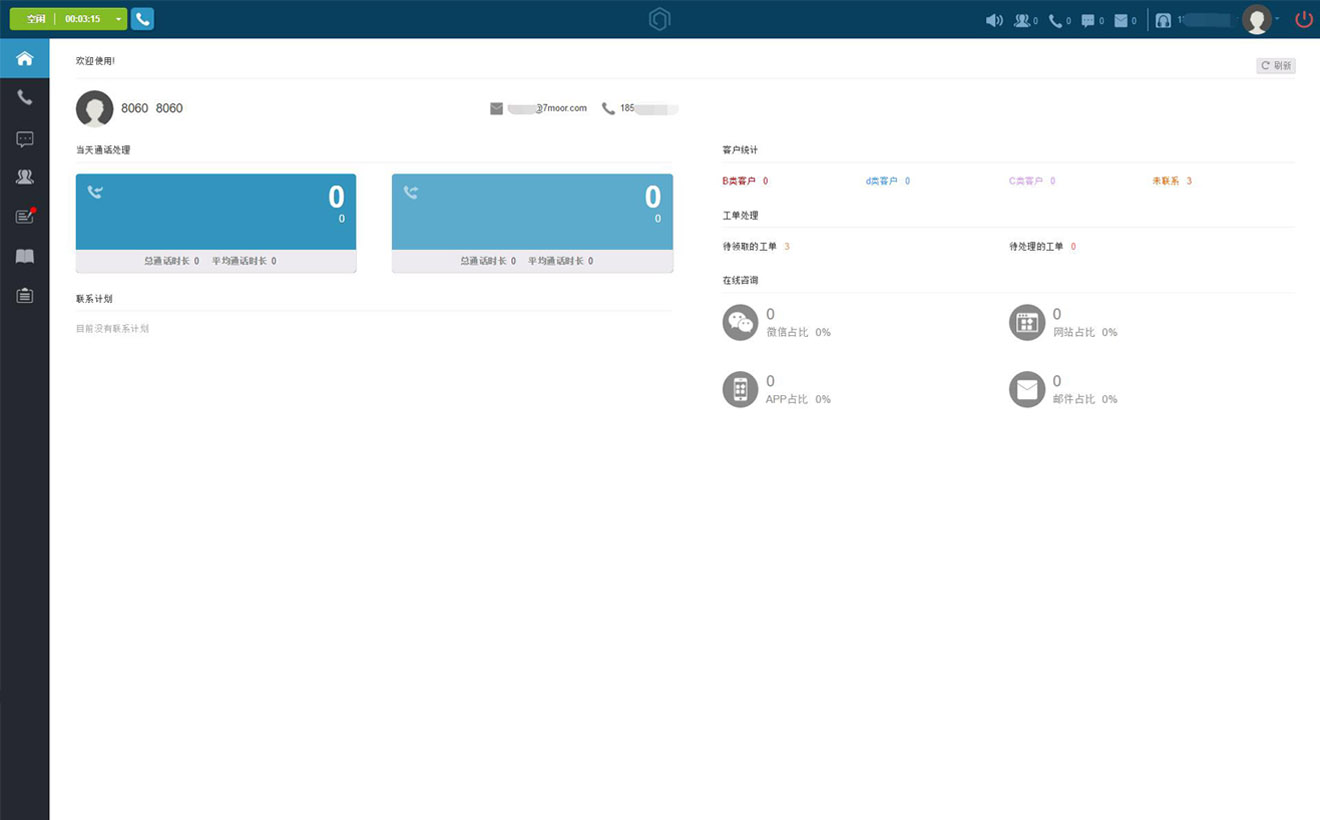 空闲 00:03:15
0 0 0 0
欢迎使用!
刷新
8060 8060
@7moor.com 185
当天通话处理
0
0
总通话时长 0 平均通话时长 0
0
0
总通话时长 0 平均通话时长 0
联系计划
目前没有联系计划
客户统计
B类客户 0 d类客户 0 C类客户 0 未联系 3
工单处理
待领取的工单 3 待处理的工单 0
在线咨询
0
微信占比 0%
0
网站占比 0%
0
APP占比 0%
0
邮件占比 0%